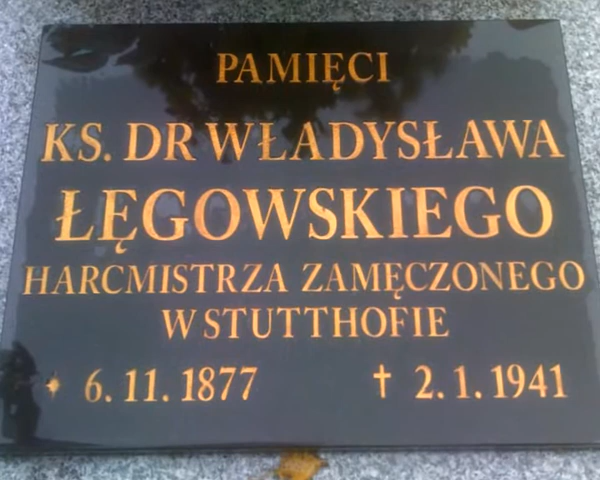 PAMIĘCI
KS. DR WŁADYSŁAWA
ŁĘGOWSKIEGO
HARCMISTRZA ZAMĘCZONEGO
W STUTTHOFIE
6.11.1877 † 2.1.1941